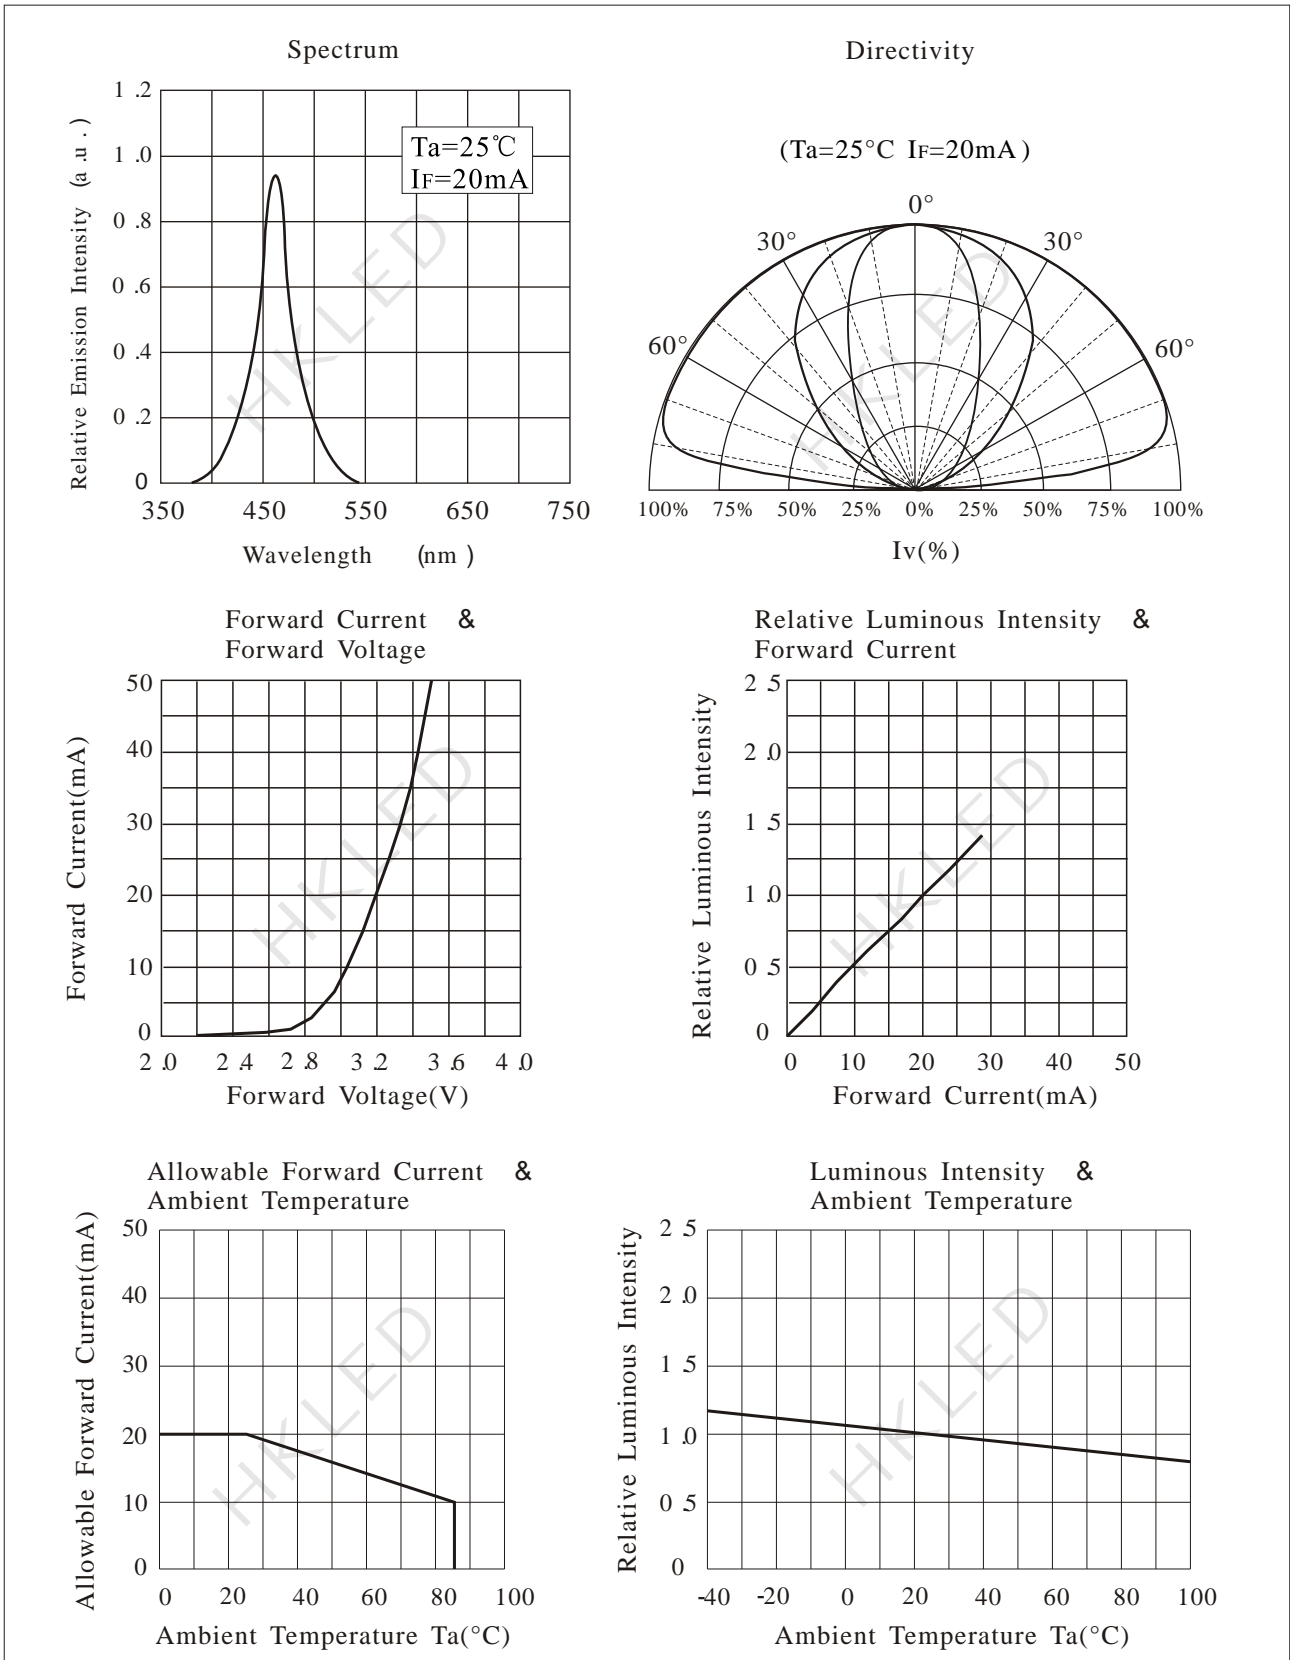 Spectrum
1.2
1.0
0.8
0.6
0.4
0.2
0
Relative Emission Intensity (a.u.)
Ta=25℃
IF=20mA
350 450 550 650 750
Wavelength (nm)
HKLED
Directivity
(Ta=25°C IF=20mA)
0°
30° 30°
60° 60°
100% 75% 50% 25% 0% 25% 50% 75% 100%
Iv(%)
HKLED
Forward Current &
Forward Voltage
50
40
30
20
10
0
Forward Current(mA)
2.0 2.4 2.8 3.2 3.6 4.0
Forward Voltage(V)
HKLED
Relative Luminous Intensity &
Forward Current
2.5
2.0
1.5
1.0
0.5
0
Relative Luminous Intensity
0 10 20 30 40 50
Forward Current(mA)
HKLED
Allowable Forward Current &
Ambient Temperature
50
40
30
20
10
0
Allowable Forward Current(mA)
0 20 40 60 80 100
Ambient Temperature Ta(°C)
HKLED
Luminous Intensity &
Ambient Temperature
2.5
2.0
1.5
1.0
0.5
0
Relative Luminous Intensity
-40 -20 0 20 40 60 80 100
Ambient Temperature Ta(°C)
HKLED